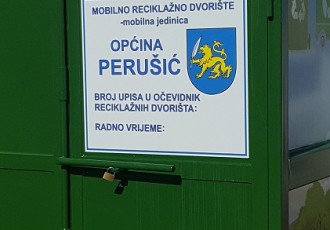 MOBILNO RECIKLAŽNO DVORIŠTE
-mobilna jedinica
OPĆINA
PERUŠIĆ
BROJ UPISA U OČEVIDNIK
RECIKLAŽNIH DVORIŠTA:
RADNO VRIJEME: